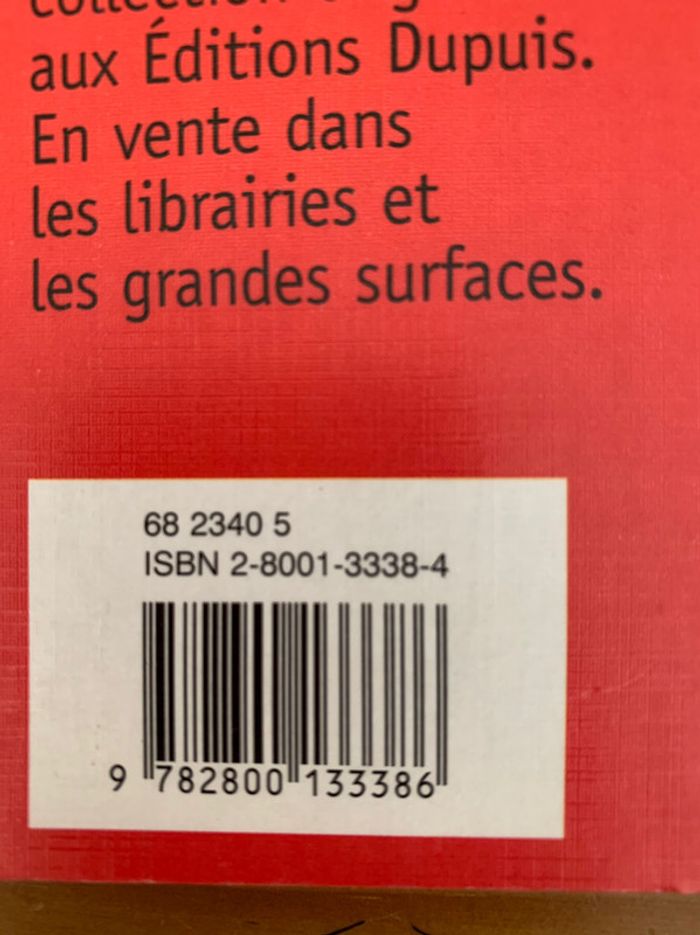 aux Éditions Dupuis.
En vente dans
les librairies et
les grandes surfaces.
68 2340 5
ISBN 2-8001-3338-4
9 782800 133386